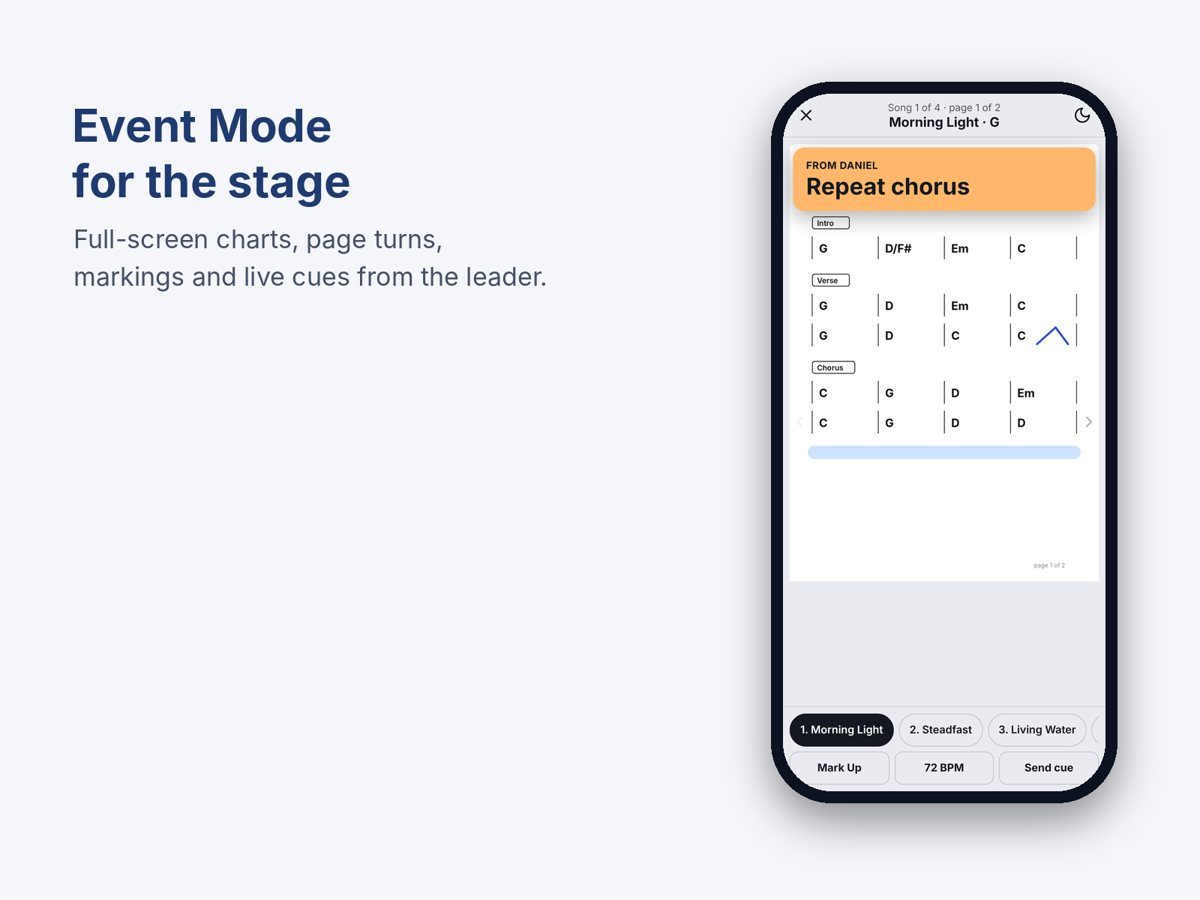 Event Mode
for the stage
Full-screen charts, page turns,
markings and live cues from the leader.
Song 1 of 4 · page 1 of 2
Morning Light · G
FROM DANIEL
Repeat chorus
Intro
G D/F# Em C
Verse
G D Em C
G D C C
Chorus
C G D Em
C G D D
page 1 of 2
1. Morning Light 2. Steadfast 3. Living Water
Mark Up 72 BPM Send cue